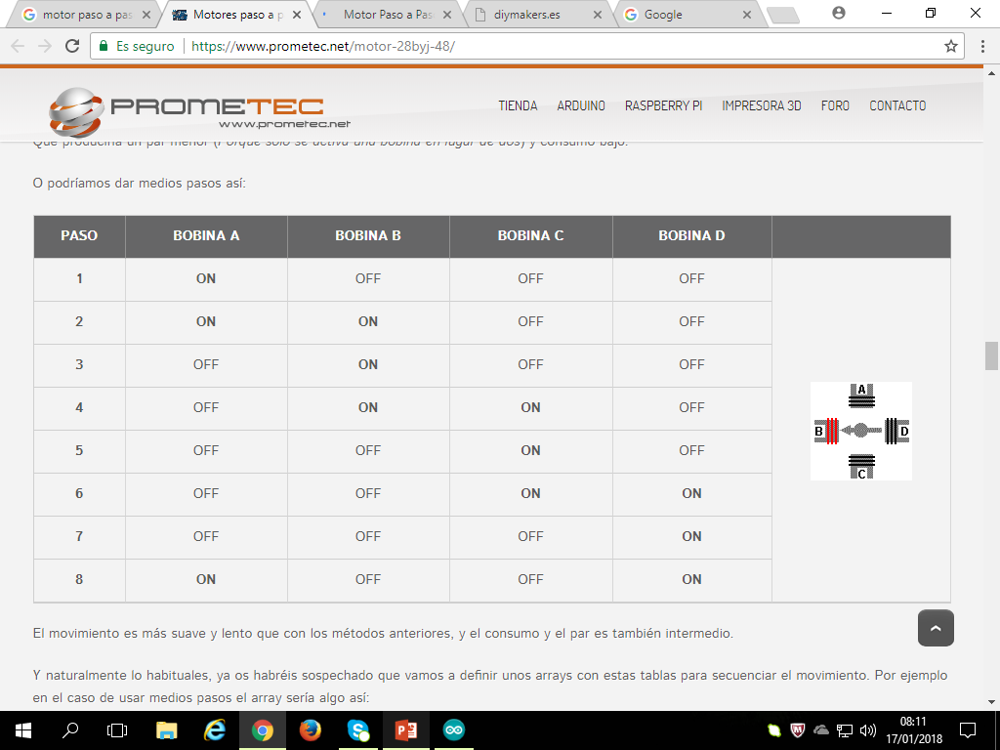 motor paso a pas
Motores paso a p
Motor Paso a Pas
diymakers.es
Google
Es seguro
https://www.prometec.net/motor-28byj-48/
PROMETEC
www.prometec.net
TIENDA ARDUINO RASPBERRY PI IMPRESORA 3D FORO CONTACTO
Que produciría un par menor (Porque solo se activa una bobina en lugar de dos) y consumo bajo.
O podríamos dar medios pasos así:
PASO BOBINA A BOBINA B BOBINA C BOBINA D
1 ON OFF OFF OFF
2 ON ON OFF OFF
3 OFF ON OFF OFF
4 OFF ON ON OFF
5 OFF OFF ON OFF
6 OFF OFF ON ON
7 OFF OFF OFF ON
8 ON OFF OFF ON
A
B D
C
El movimiento es más suave y lento que con los métodos anteriores, y el consumo y el par es también intermedio.
Y naturalmente lo habituales, ya os habréis sospechado que vamos a definir unos arrays con estas tablas para secuenciar el movimiento. Por ejemplo
en el caso de usar medios pasos el array sería algo así:
08:11
17/01/2018